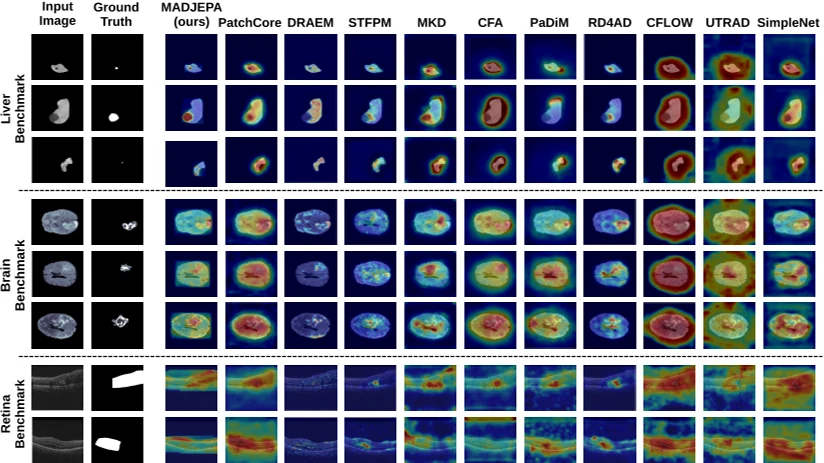 Input Image
Ground Truth
MADJEPA (ours)
PatchCore
DRAEM
STFPM
MKD
CFA
PaDiM
RD4AD
CFLOW
UTRAD
SimpleNet
Liver Benchmark
Brain Benchmark
Retina Benchmark